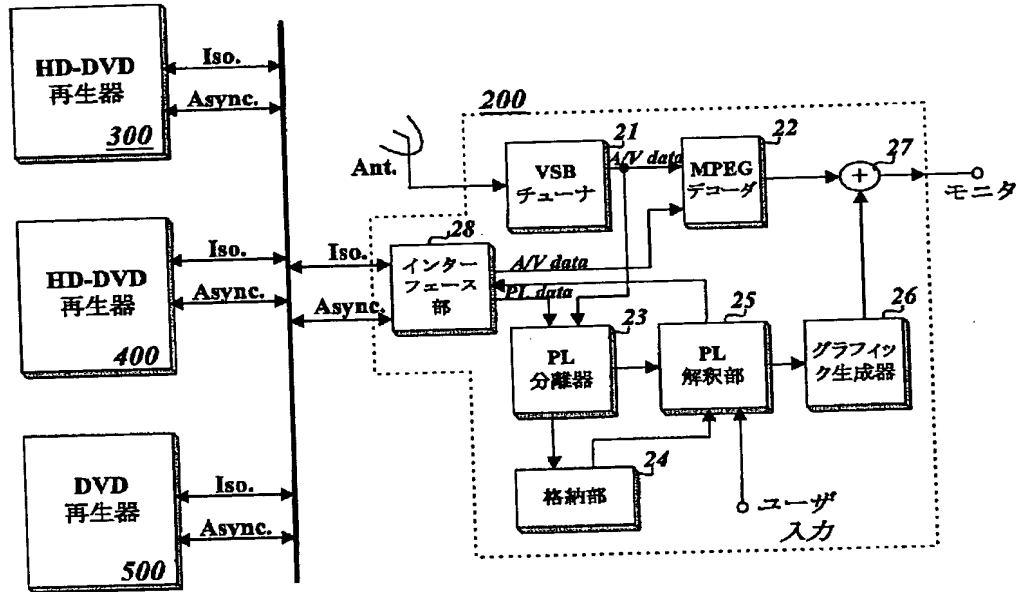 HD-DVD
再生器
300
Iso.
Async.
HD-DVD
再生器
400
Iso.
Async.
DVD
再生器
500
Iso.
Async.
Iso.
Async.
Ant.
200
VSB
チューナ
21
A/V data
MPEG
デコーダ
22
+
27
モニタ
インター
フェース
部
28
A/V data
PL data
PL
分離器
23
PL
解釈部
25
グラフィッ
ク生成器
26
格納部
24
ユーザ
入力